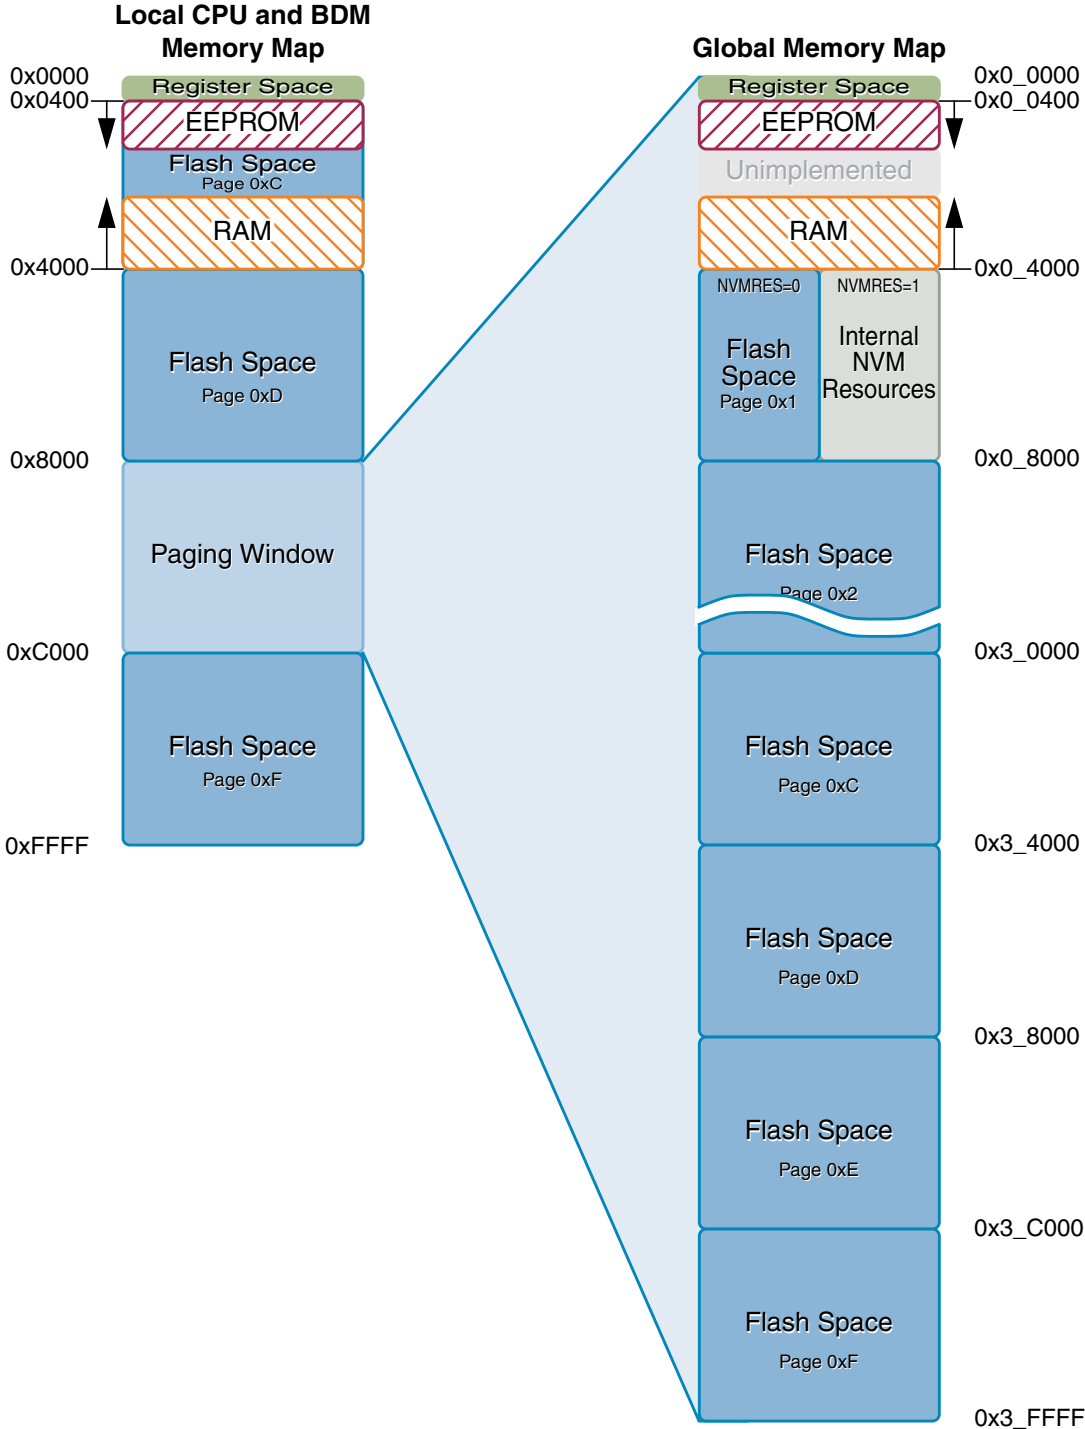 Local CPU and BDM
Memory Map
0x0000
Register Space
0x0400
EEPROM
Flash Space
Page 0xC
RAM
0x4000
Flash Space
Page 0xD
0x8000
Paging Window
0xC000
Flash Space
Page 0xF
0xFFFF
Global Memory Map
0x0_0000
Register Space
0x0_0400
EEPROM
Unimplemented
RAM
0x0_4000
NVMRES=0
Flash
Space
Page 0x1
NVMRES=1
Internal
NVM
Resources
0x0_8000
Flash Space
Page 0x2
0x3_0000
Flash Space
Page 0xC
0x3_4000
Flash Space
Page 0xD
0x3_8000
Flash Space
Page 0xE
0x3_C000
Flash Space
Page 0xF
0x3_FFFF